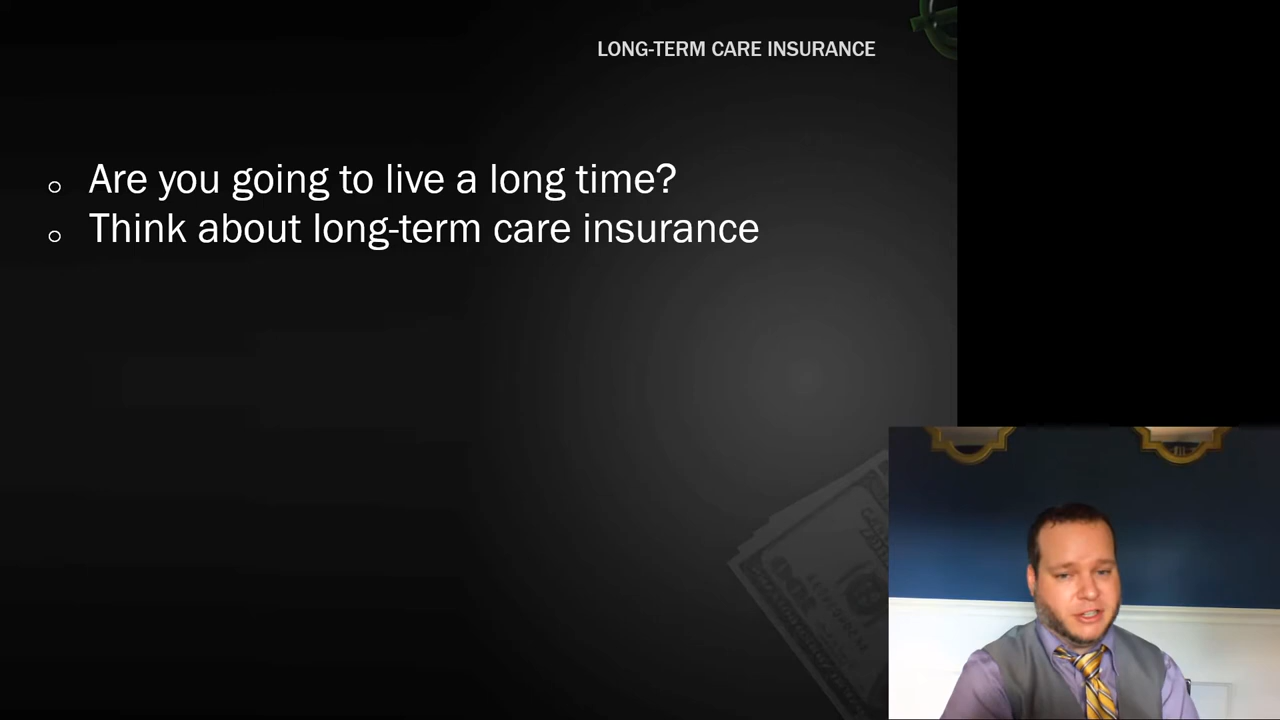 LONG-TERM CARE INSURANCE
Are you going to live a long time?
Think about long-term care insurance